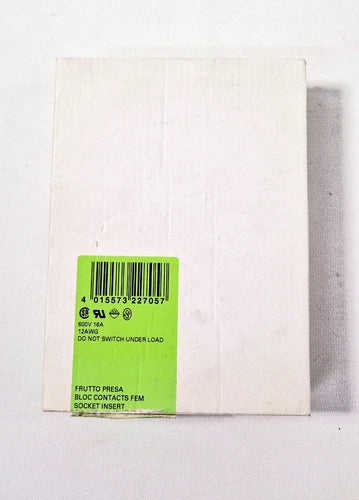 4 015573 227057
600V 16A
12AWG
DO NOT SWITCH UNDER LOAD
FRUTTO PRESA
BLOC CONTACTS FEM
SOCKET INSERT